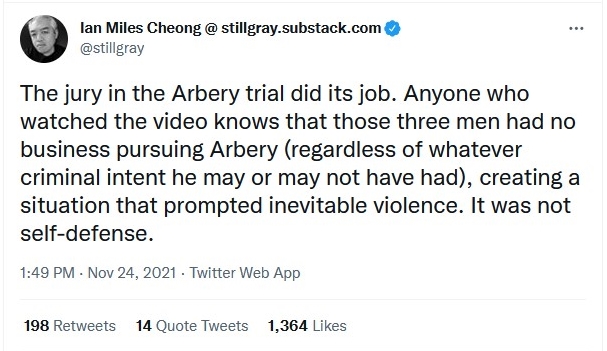 Ian Miles Cheong @ stillgray.substack.com
@stillgray
The jury in the Arbery trial did its job. Anyone who
watched the video knows that those three men had no
business pursuing Arbery (regardless of whatever
criminal intent he may or may not have had), creating a
situation that prompted inevitable violence. It was not
self-defense.
1:49 PM · Nov 24, 2021 · Twitter Web App
198 Retweets 14 Quote Tweets 1,364 Likes